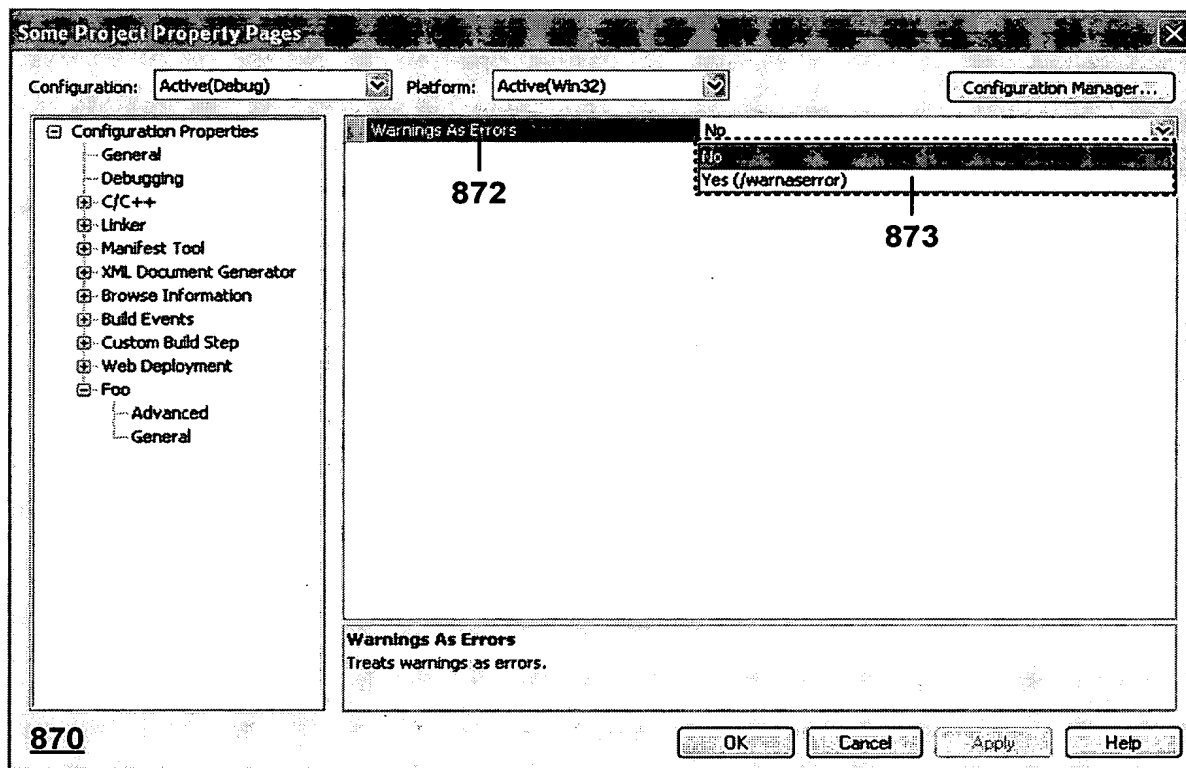 Some Project Property Pages
Configuration: Active(Debug) Platform: Active(Win32) Configuration Manager...
Configuration Properties
General
Debugging
C/C++
Linker
Manifest Tool
XML Document Generator
Browse Information
Build Events
Custom Build Step
Web Deployment
Foo
Advanced
General
Warnings As Errors No
No
Yes (/warnaserror)
872
873
Warnings As Errors
Treats warnings as errors.
870
OK Cancel Apply Help